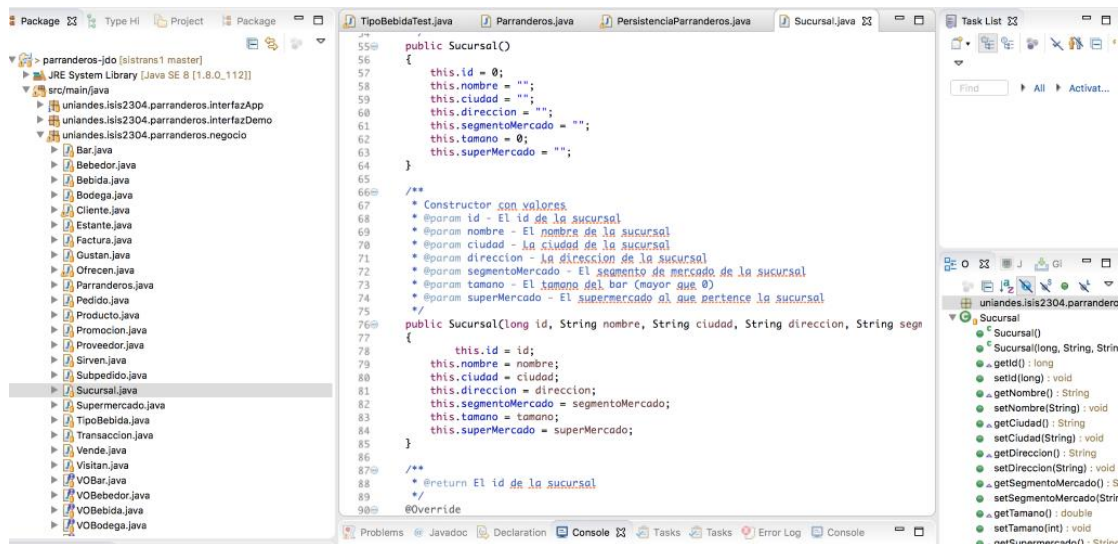 Package
Type Hi
Project
Package
> parranderos-jdo [sistrans1 master]
JRE System Library [Java SE 8 [1.8.0_112]]
src/main/java
uniandes.isis2304.parranderos.interfazApp
uniandes.isis2304.parranderos.interfazDemo
uniandes.isis2304.parranderos.negocio
Bar.java
Bebedor.java
Bebida.java
Bodega.java
Cliente.java
Estante.java
Factura.java
Gustan.java
Ofrecen.java
Parranderos.java
Pedido.java
Producto.java
Promocion.java
Proveedor.java
Sirven.java
Subpedido.java
Sucursal.java
Supermercado.java
TipoBebida.java
Transaccion.java
Vende.java
Visitan.java
VOBar.java
VOBebedor.java
VOBebida.java
VOBodega.java
TipoBebidaTest.java
Parranderos.java
PersistenciaParranderos.java
Sucursal.java
54 */
55 public Sucursal()
56 {
57 this.id = 0;
58 this.nombre = "";
59 this.ciudad = "";
60 this.direccion = "";
61 this.segmentoMercado = "";
62 this.tamano = 0;
63 this.superMercado = "";
64 }
65
66 /**
67 * Constructor con valores
68 * @param id - El id de la sucursal
69 * @param nombre - El nombre de la sucursal
70 * @param ciudad - La ciudad de la sucursal
71 * @param direccion - La direccion de la sucursal
72 * @param segmentoMercado - El segmento de mercado de la sucursal
73 * @param tamano - El tamano del bar (mayor que 0)
74 * @param superMercado - El supermercado al que pertence la sucursal
75 */
76 public Sucursal(long id, String nombre, String ciudad, String direccion, String segm
77 {
78 this.id = id;
79 this.nombre = nombre;
80 this.ciudad = ciudad;
81 this.direccion = direccion;
82 this.segmentoMercado = segmentoMercado;
83 this.tamano = tamano;
84 this.superMercado = superMercado;
85 }
86
87 /**
88 * @return El id de la sucursal
89 */
90 @Override
Problems
Javadoc
Declaration
Console
Tasks
Tasks
Error Log
Console
Task List
Find
All
Activat...
O
J
Gi
uniandes.isis2304.parrandero
Sucursal
Sucursal()
Sucursal(long, String, Strin
getId() : long
setId(long) : void
getNombre() : String
setNombre(String) : void
getCiudad() : String
setCiudad(String) : void
getDireccion() : String
setDireccion(String) : void
getSegmentoMercado() : S
setSegmentoMercado(Strin
getTamano() : double
setTamano(int) : void
getSupermercado() : String